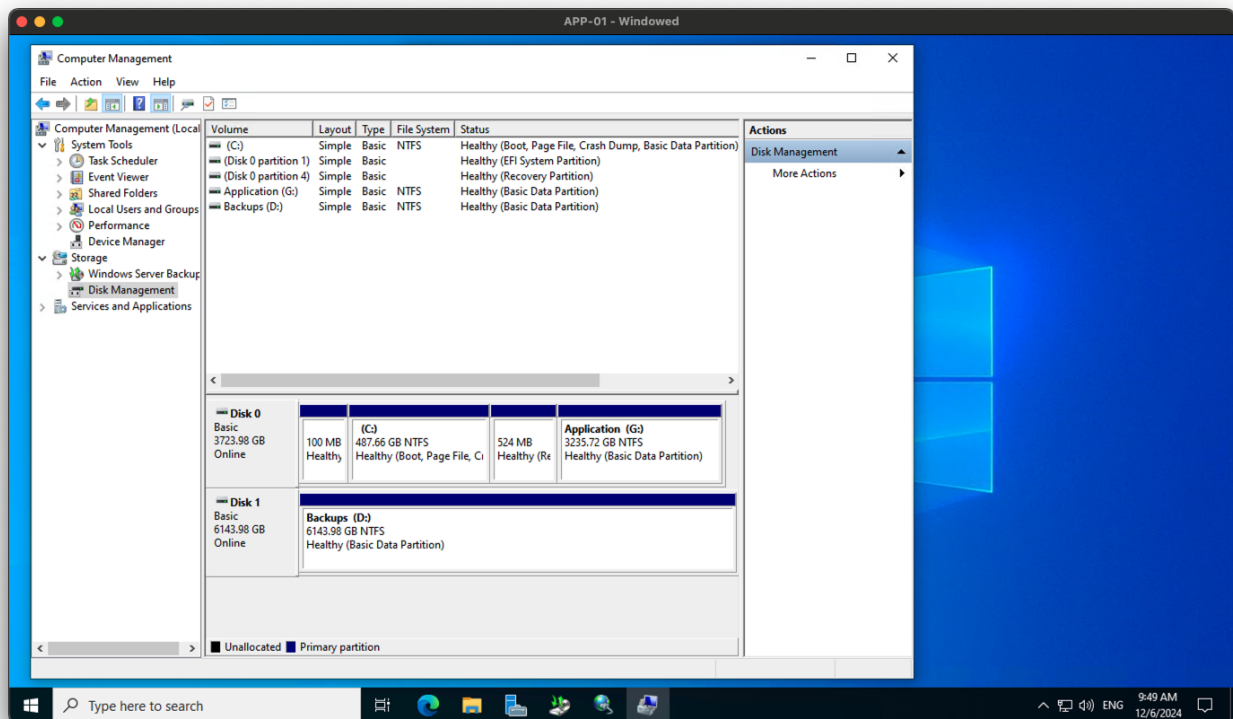 APP-01 - Windowed
Computer Management
File Action View Help
Computer Management (Local
System Tools
Task Scheduler
Event Viewer
Shared Folders
Local Users and Groups
Performance
Device Manager
Storage
Windows Server Backup
Disk Management
Services and Applications
Volume Layout Type File System Status
(C:) Simple Basic NTFS Healthy (Boot, Page File, Crash Dump, Basic Data Partition)
(Disk 0 partition 1) Simple Basic Healthy (EFI System Partition)
(Disk 0 partition 4) Simple Basic Healthy (Recovery Partition)
Application (G:) Simple Basic NTFS Healthy (Basic Data Partition)
Backups (D:) Simple Basic NTFS Healthy (Basic Data Partition)
Disk 0
Basic
3723.98 GB
Online
100 MB
Healthy
(C:)
487.66 GB NTFS
Healthy (Boot, Page File, Cr
524 MB
Healthy (Re
Application (G:)
3235.72 GB NTFS
Healthy (Basic Data Partition)
Disk 1
Basic
6143.98 GB
Online
Backups (D:)
6143.98 GB NTFS
Healthy (Basic Data Partition)
Unallocated Primary partition
Actions
Disk Management
More Actions
Type here to search
ENG
9:49 AM
12/6/2024